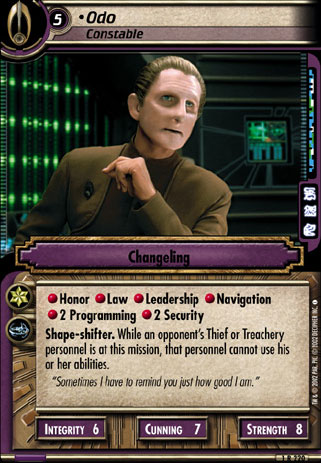 5
• Odo
Constable
Changeling
Honor Law Leadership Navigation
2 Programming 2 Security
Shape-shifter. While an opponent's Thief or Treachery
personnel is at this mission, that personnel cannot use his
or her abilities.
"Sometimes I have to remind you just how good I am."
INTEGRITY 6 CUNNING 7 STRENGTH 8
1 R 220